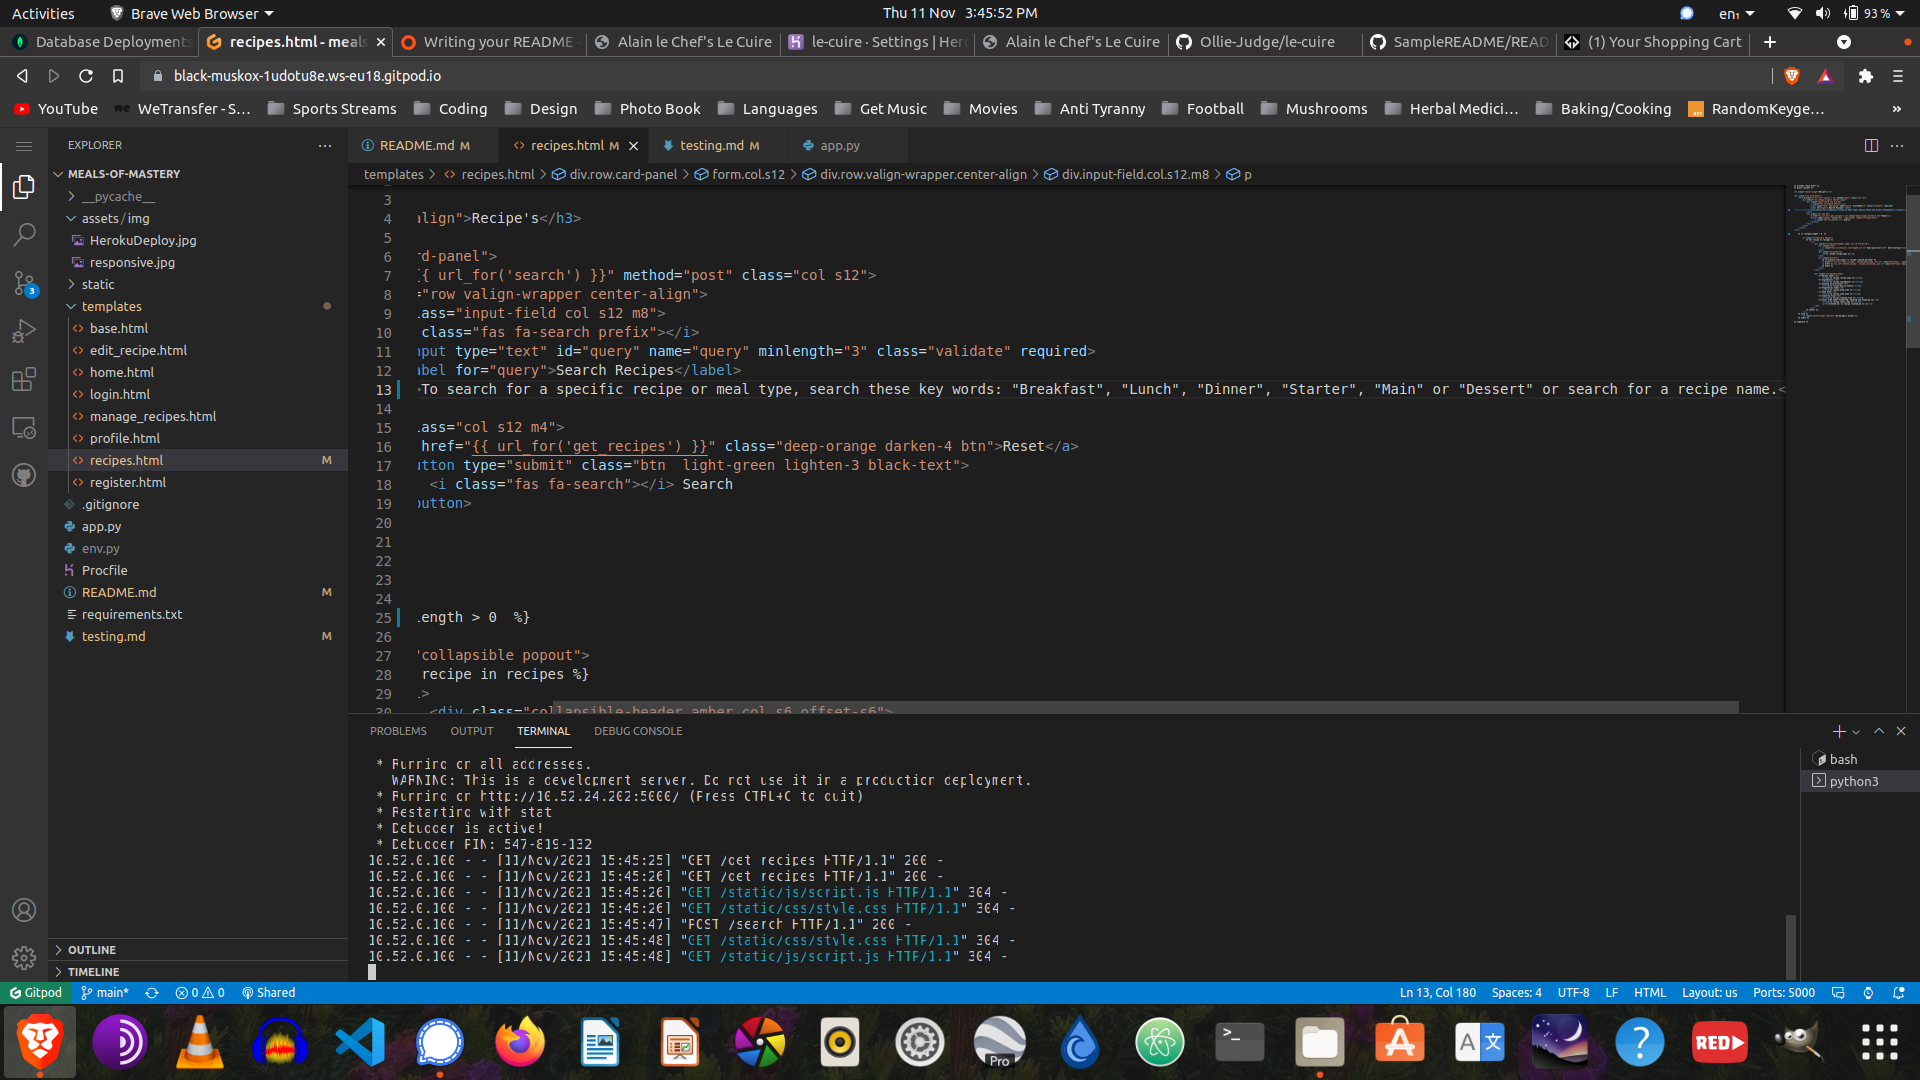 Activities
Brave Web Browser
Thu 11 Nov 3:45:52 PM
en₁
93 %
Database Deployments
recipes.html - meals
Writing your README
Alain le Chef's Le Cuire
le-cuire · Settings | Her
Alain le Chef's Le Cuire
Ollie-Judge/le-cuire
SampleREADME/READ
(1) Your Shopping Cart
black-muskox-1udotu8e.ws-eu18.gitpod.io
YouTube
WeTransfer - S…
Sports Streams
Coding
Design
Photo Book
Languages
Get Music
Movies
Anti Tyranny
Football
Mushrooms
Herbal Medici…
Baking/Cooking
RandomKeyge…
»
EXPLORER
MEALS-OF-MASTERY
__pycache__
assets/img
HerokuDeploy.jpg
responsive.jpg
static
templates
base.html
edit_recipe.html
home.html
login.html
manage_recipes.html
profile.html
recipes.html M
register.html
.gitignore
app.py
env.py
Procfile
README.md M
requirements.txt
testing.md M
OUTLINE
TIMELINE
3
README.md M
recipes.html M
testing.md M
app.py
templates > recipes.html > div.row.card-panel > form.col.s12 > div.row.valign-wrapper.center-align > div.input-field.col.s12.m8 > p
3
4 align">Recipe's</h3>
5
6 rd-panel">
7 {{ url_for('search') }}" method="post" class="col s12">
8 ="row valign-wrapper center-align">
9 lass="input-field col s12 m8">
10 class="fas fa-search prefix"></i>
11 nput type="text" id="query" name="query" minlength="3" class="validate" required>
12 abel for="query">Search Recipes</label>
13 >To search for a specific recipe or meal type, search these key words: "Breakfast", "Lunch", "Dinner", "Starter", "Main" or "Dessert" or search for a recipe name.<
14
15 lass="col s12 m4">
16 href="{{ url_for('get_recipes') }}" class="deep-orange darken-4 btn">Reset</a>
17 utton type="submit" class="btn  light-green lighten-3 black-text">
18 <i class="fas fa-search"></i> Search
19 button>
20
21
22
23
24
25 length > 0  %}
26
27 "collapsible popout">
28 recipe in recipes %}
29 i>
30 <div class="collapsible-header amber col s6 offset-s6">
PROBLEMS
OUTPUT
TERMINAL
DEBUG CONSOLE
bash
python3
* Running on all addresses.
WARNING: This is a development server. Do not use it in a production deployment.
* Running on http://10.52.24.202:5000/ (Press CTRL+C to quit)
* Restarting with stat
* Debugger is active!
* Debugger PIN: 547-819-132
10.52.0.100 - - [11/Nov/2021 15:45:25] "GET /get_recipes HTTP/1.1" 200 -
10.52.0.100 - - [11/Nov/2021 15:45:26] "GET /get_recipes HTTP/1.1" 200 -
10.52.0.100 - - [11/Nov/2021 15:45:26] "GET /static/js/script.js HTTP/1.1" 304 -
10.52.0.100 - - [11/Nov/2021 15:45:26] "GET /static/css/style.css HTTP/1.1" 304 -
10.52.0.100 - - [11/Nov/2021 15:45:47] "POST /search HTTP/1.1" 200 -
10.52.0.100 - - [11/Nov/2021 15:45:48] "GET /static/css/style.css HTTP/1.1" 304 -
10.52.0.100 - - [11/Nov/2021 15:45:48] "GET /static/js/script.js HTTP/1.1" 304 -
Gitpod
main*
0
0
Shared
Ln 13, Col 180
Spaces: 4
UTF-8
LF
HTML
Layout: us
Ports: 5000
Pro
RED